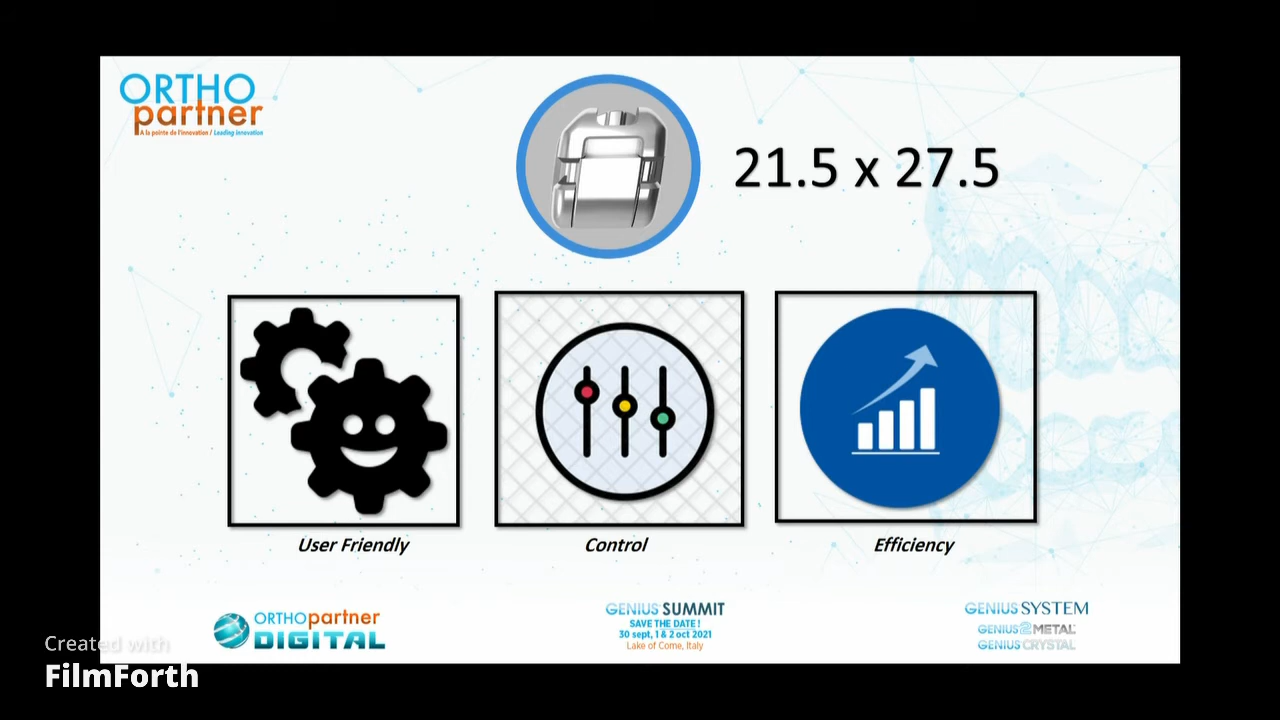 ORTHO
partner
A la pointe de l'innovation / Leading Innovation
21.5 x 27.5
User Friendly
Control
Efficiency
ORTHOpartner
DIGITAL
GENIUS SUMMIT
SAVE THE DATE !
30 sept, 1 & 2 oct 2021
Lake of Come, Italy
GENIUS SYSTEM
GENIUS2METAL
GENIUS CRYSTAL
Created with
FilmForth